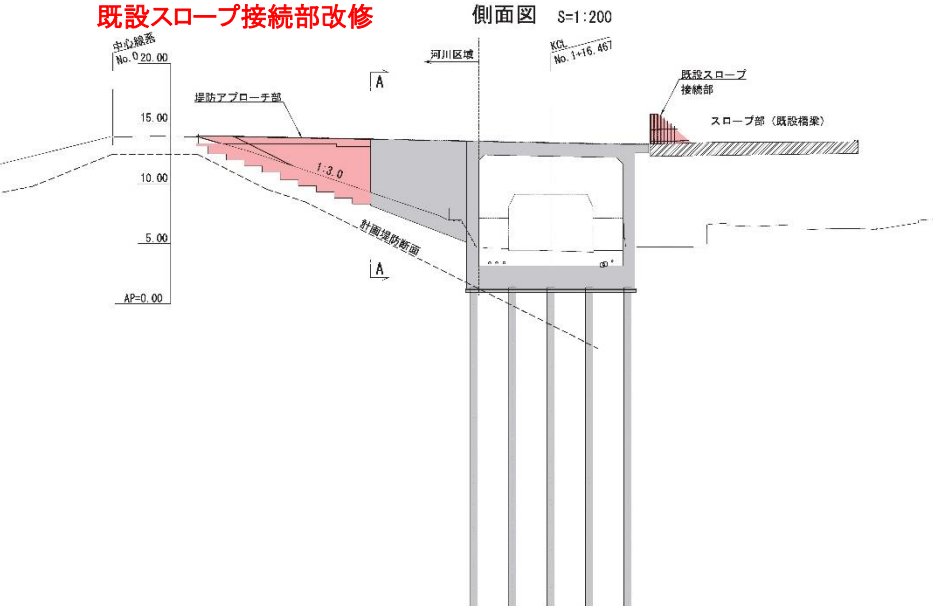 既設スロープ接続部改修
側面図 S=1:200
中心線系
No.0
20.00
河川区域
KCL
No.1+16.467
A
既設スロープ
接続部
堤防アプローチ部
15.00
スロープ部（既設橋梁）
1:3.0
10.00
計画堤防断面
5.00
A
AP=0.00